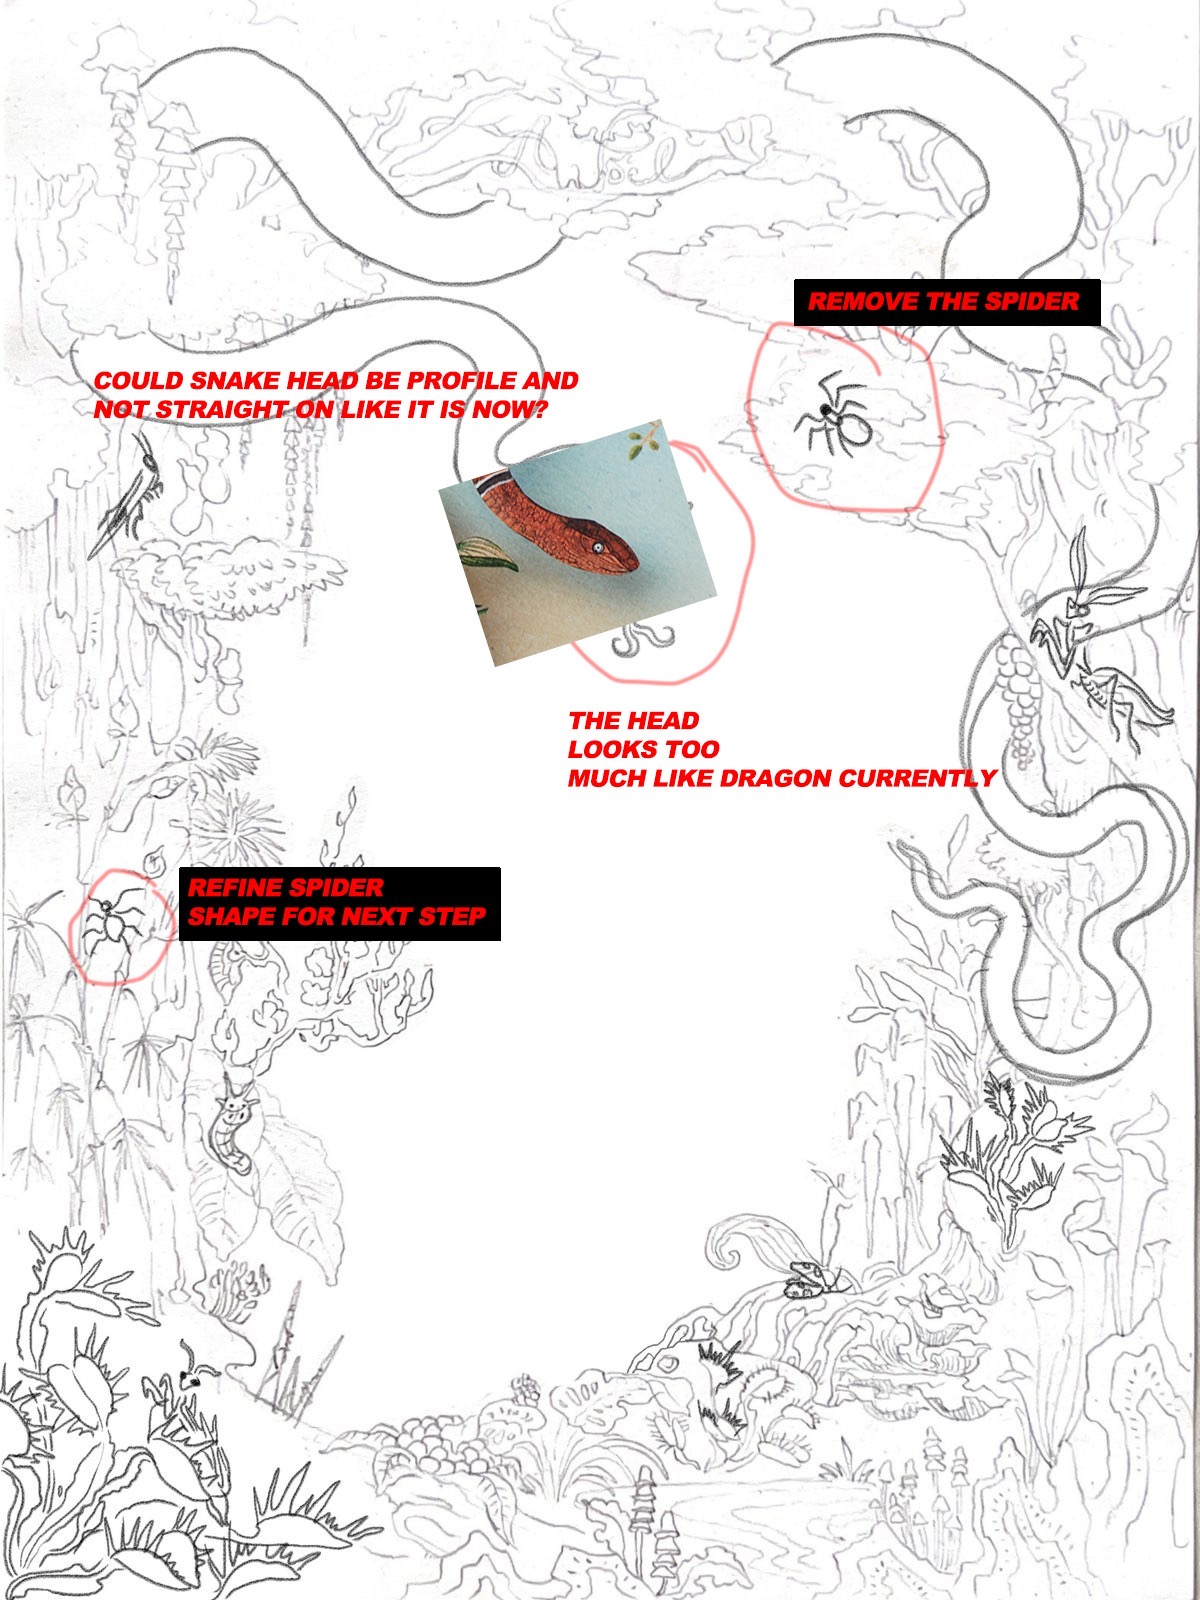 REMOVE THE SPIDER
COULD SNAKE HEAD BE PROFILE AND
NOT STRAIGHT ON LIKE IT IS NOW?
THE HEAD
LOOKS TOO
MUCH LIKE DRAGON CURRENTLY
REFINE SPIDER
SHAPE FOR NEXT STEP